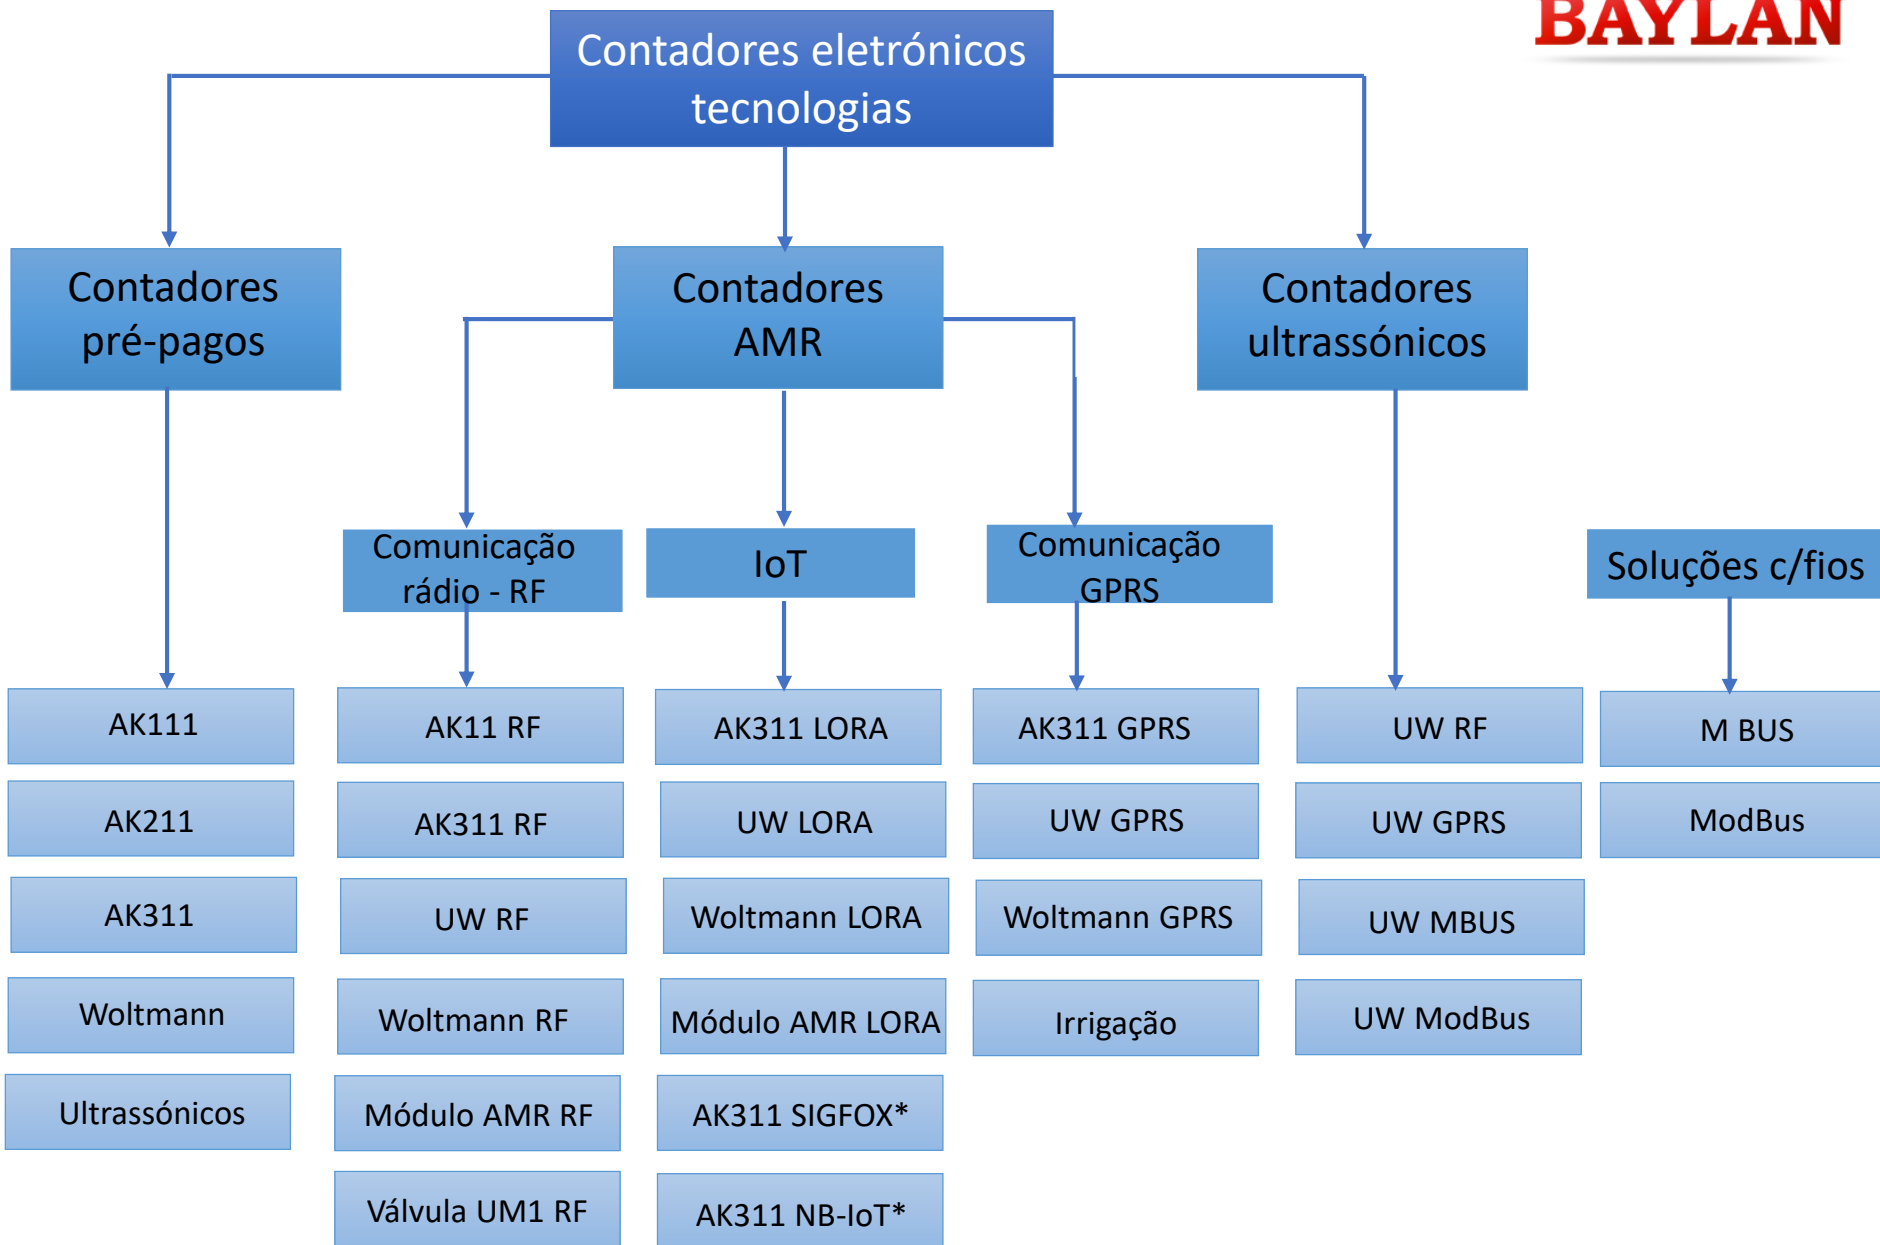 BAYLAN
Contadores eletrónicos
tecnologias
Contadores
pré-pagos
Contadores
AMR
Contadores
ultrassónicos
Comunicação
rádio - RF
IoT
Comunicação
GPRS
Soluções c/fios
AK111
AK11 RF
AK311 LORA
AK311 GPRS
UW RF
M BUS
AK211
AK311 RF
UW LORA
UW GPRS
UW GPRS
ModBus
AK311
UW RF
Woltmann LORA
Woltmann GPRS
UW MBUS
Woltmann
Woltmann RF
Módulo AMR LORA
Irrigação
UW ModBus
Ultrassónicos
Módulo AMR RF
AK311 SIGFOX*
Válvula UM1 RF
AK311 NB-IoT*